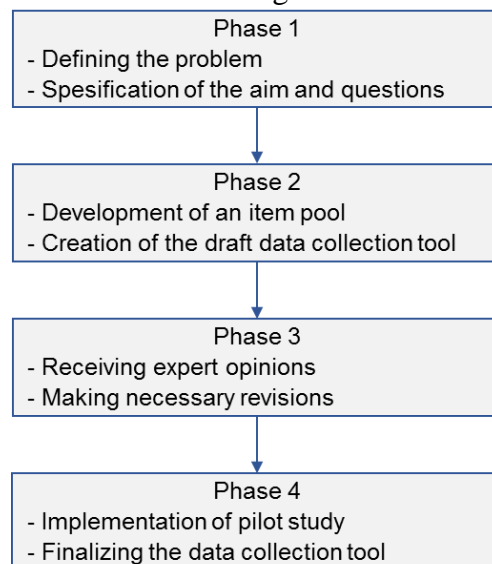 Phase 1
- Defining the problem
- Spesification of the aim and questions
Phase 2
- Development of an item pool
- Creation of the draft data collection tool
Phase 3
- Receiving expert opinions
- Making necessary revisions
Phase 4
- Implementation of pilot study
- Finalizing the data collection tool